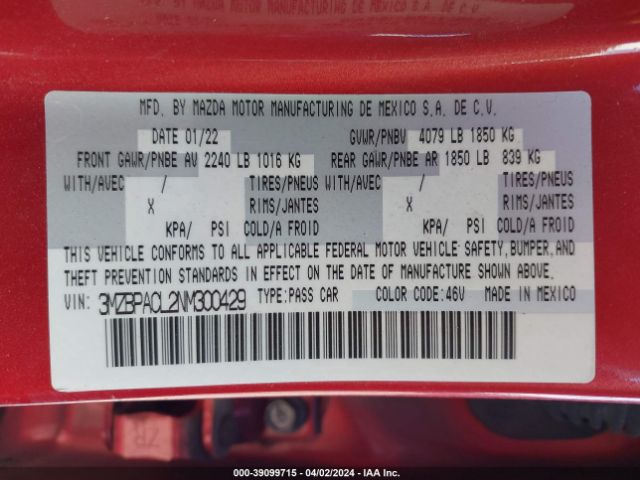 MFD. BY MAZDA MOTOR MANUFACTURING DE MEXICO S.A. DE C.V.
DATE 01/22 GVWR/PNBV 4079 LB 1850 KG
FRONT GAWR/PNBE AV 2240 LB 1016 KG REAR GAWR/PNBE AR 1850 LB 839 KG
WITH/AVEC / TIRES/PNEUS WITH/AVEC / TIRES/PNEUS
X RIMS/JANTES X RIMS/JANTES
KPA/ PSI COLD/A FROID KPA/ PSI COLD/A FROID
THIS VEHICLE CONFORMS TO ALL APPLICABLE FEDERAL MOTOR VEHICLE SAFETY, BUMPER, AND
THEFT PREVENTION STANDARDS IN EFFECT ON THE DATE OF MANUFACTURE SHOWN ABOVE.
VIN: 3MZBPACL2NM300429 TYPE:PASS CAR COLOR CODE:46V MADE IN MEXICO
000-39099715 - 04/02/2024 - IAA Inc.